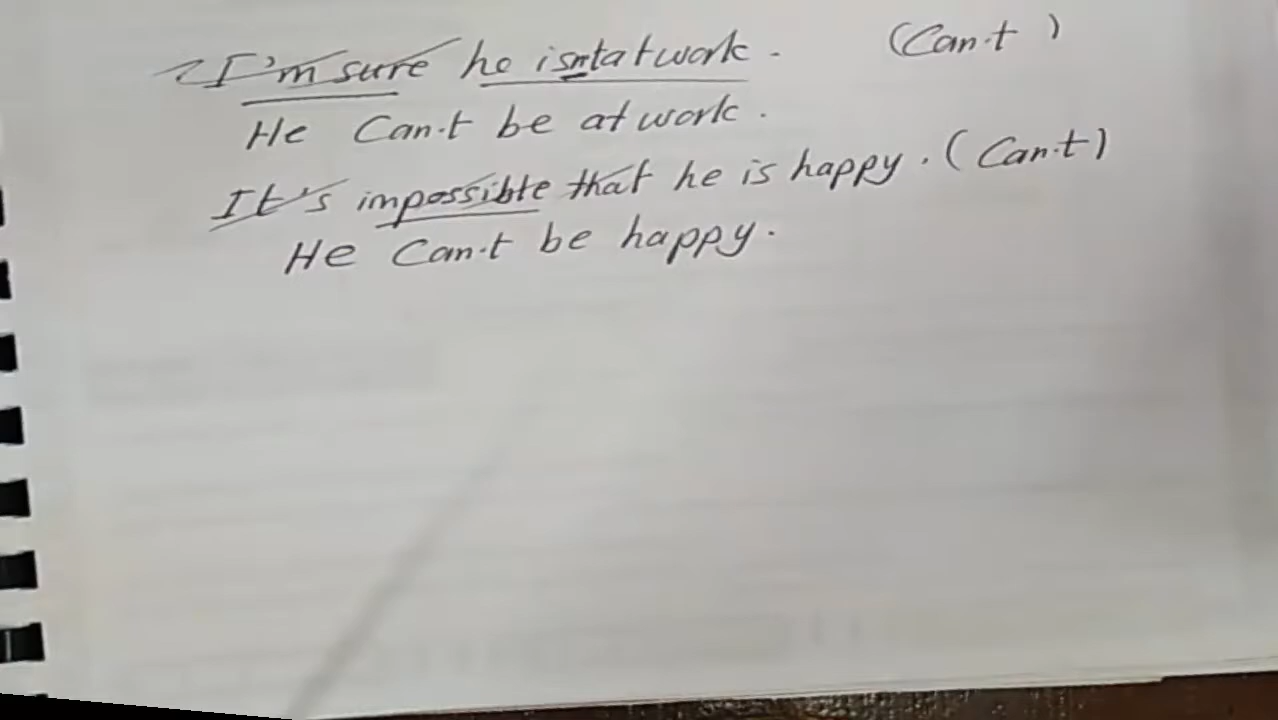 I'm sure he isn't at work. (Can't)
He Can't be at work.
It's impossible that he is happy. (Can't)
He Can't be happy.